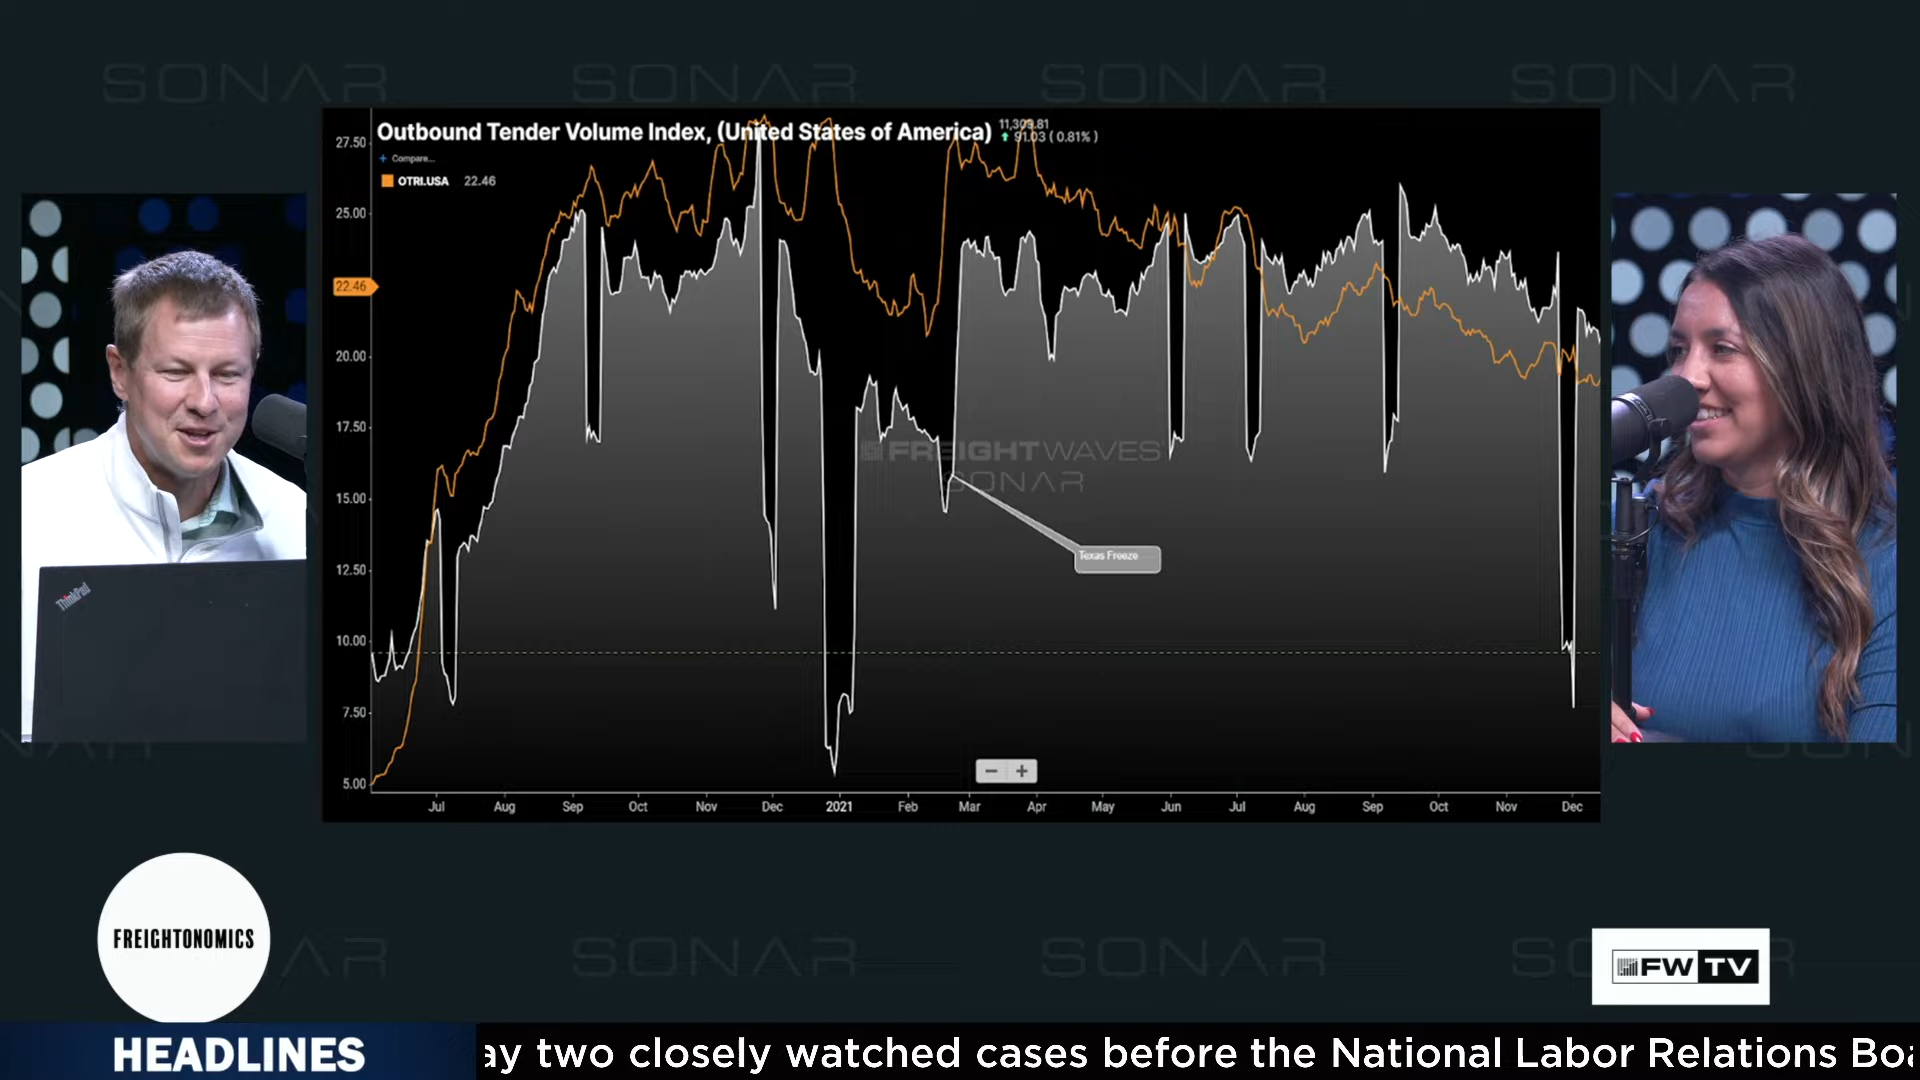 SONAR SONAR SONAR SONAR
Outbound Tender Volume Index, (United States of America)
11,309.81
91.03 ( 0.81% )
+ Compare...
OTRI.USA 22.46
27.50
25.00
22.46
20.00
17.50
15.00
12.50
10.00
7.50
5.00
FREIGHTWAVES
SONAR
Texas Freeze
− +
Jul Aug Sep Oct Nov Dec 2021 Feb Mar Apr May Jun Jul Aug Sep Oct Nov Dec
ThinkPad
FREIGHTONOMICS
SONAR SONAR
FW TV
HEADLINES
ay two closely watched cases before the National Labor Relations Boa